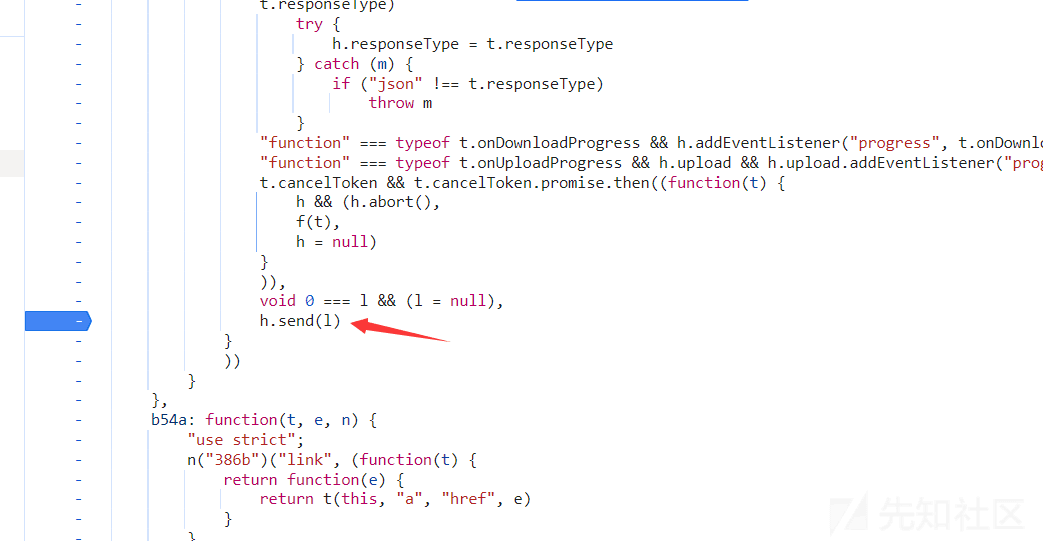 t.responseType)
try {
h.responseType = t.responseType
} catch (m) {
if ("json" !== t.responseType)
throw m
}
"function" === typeof t.onDownloadProgress && h.addEventListener("progress", t.onDownl
"function" === typeof t.onUploadProgress && h.upload && h.upload.addEventListener("prog
t.cancelToken && t.cancelToken.promise.then((function(t) {
h && (h.abort(),
f(t),
h = null)
}
)),
void 0 === l && (l = null),
h.send(l)
}
))
}
},
b54a: function(t, e, n) {
"use strict";
n("386b")("link", (function(t) {
return function(e) {
return t(this, "a", "href", e)
}
}
先知社区